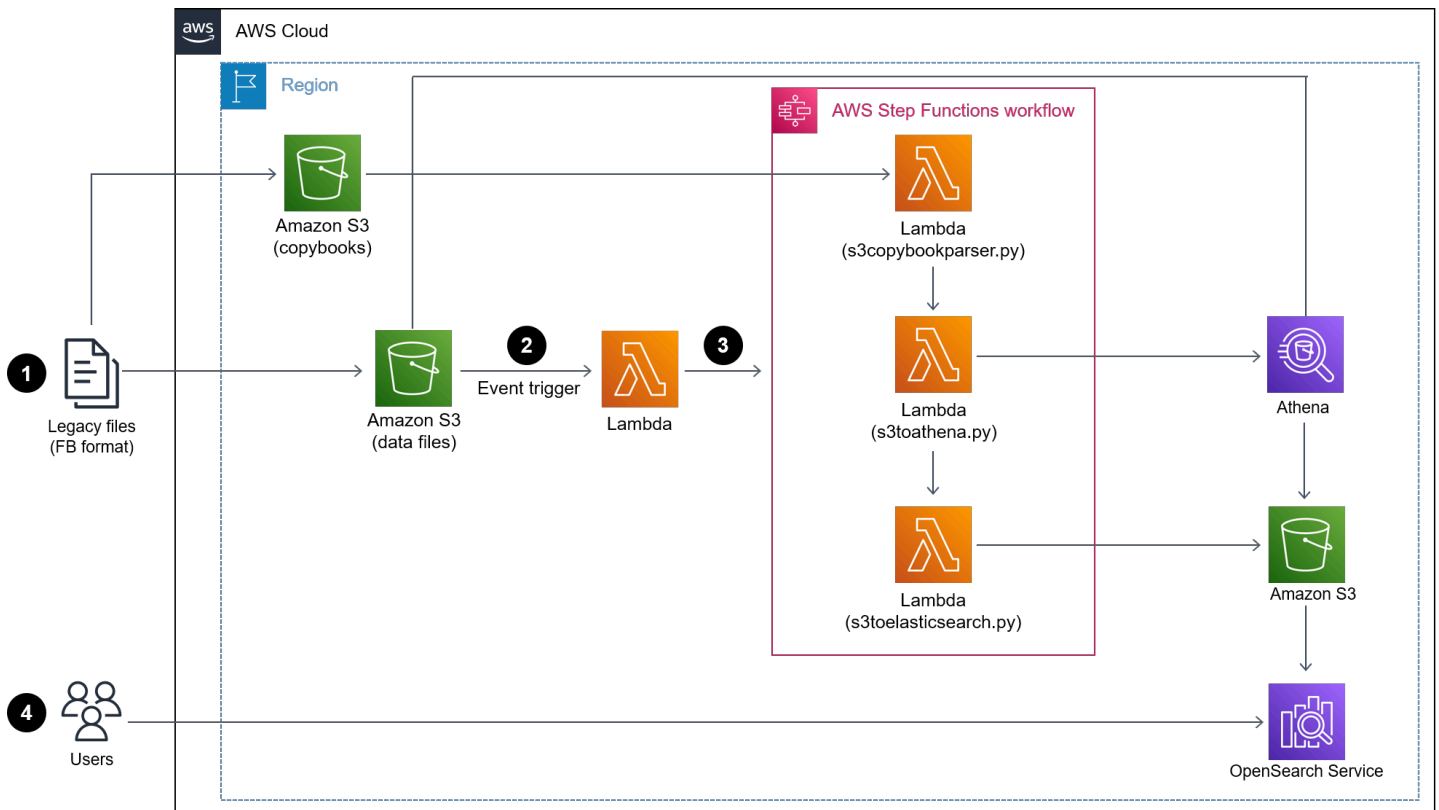 aws
AWS Cloud
Region
AWS Step Functions workflow
Amazon S3
(copybooks)
Lambda
(s3copybookparser.py)
1
Legacy files
(FB format)
Amazon S3
(data files)
2
Event trigger
Lambda
3
Lambda
(s3toathena.py)
Athena
Lambda
(s3toelasticsearch.py)
Amazon S3
4
Users
OpenSearch Service